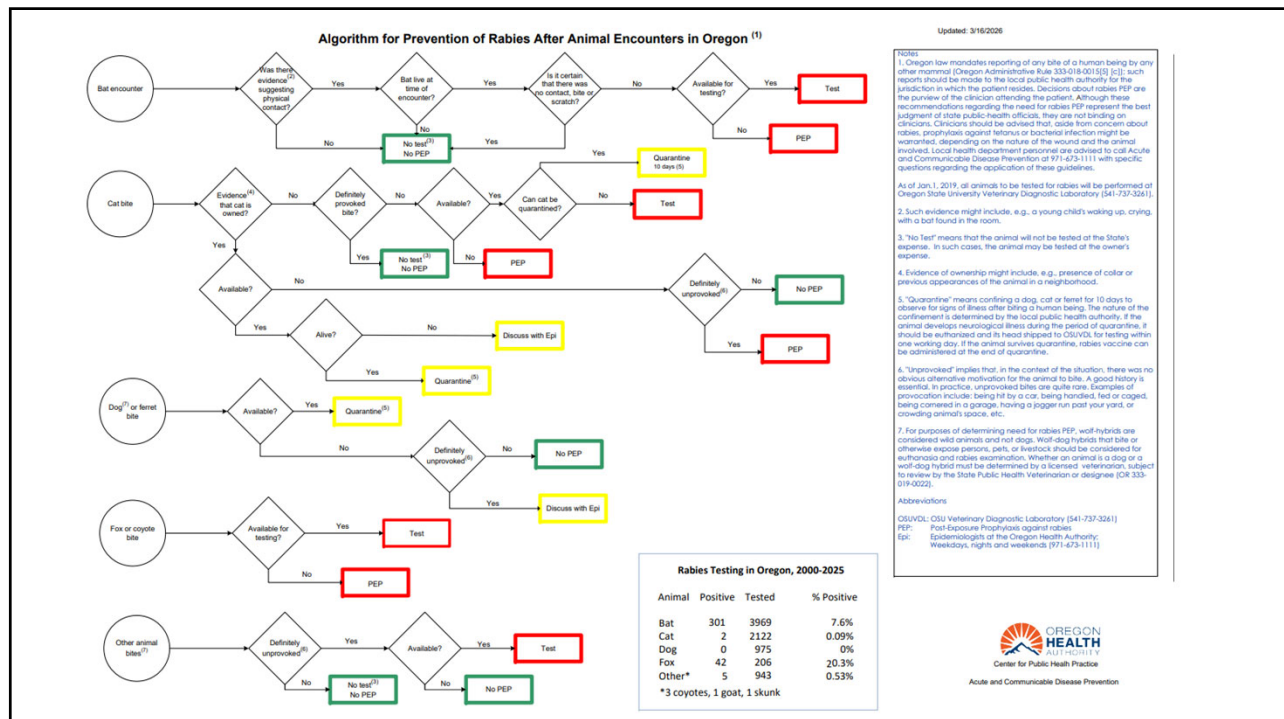 Algorithm for Prevention of Rabies After Animal Encounters in Oregon (1)
Updated: 3/16/2026
Bat encounter
Was there
evidence(2)
suggesting
physical
contact?
Yes
Bat live at
time of
encounter?
Yes
Is it certain
that there was
no contact, bite or
scratch?
No
Available for
testing?
Yes
Test
No
No
Yes
No test(3)
No PEP
No
PEP
Cat bite
Evidence(4)
that cat is
owned?
No
Definitely
provoked
bite?
No
Available?
Yes
Can cat be
quarantined?
Yes
Quarantine
10 days (5)
No
Test
Yes
Yes
No test(3)
No PEP
No
PEP
Available?
No
Definitely
unprovoked(6)
No
No PEP
Yes
PEP
Yes
Alive?
No
Discuss with Epi
Yes
Quarantine(5)
Dog(7) or ferret
bite
Available?
Yes
Quarantine(5)
No
Definitely
unprovoked(6)
No
No PEP
Yes
Discuss with Epi
Fox or coyote
bite
Available for
testing?
Yes
Test
No
PEP
Other animal
bites(7)
Definitely
unprovoked
(6)
Yes
Available?
Yes
Test
No
No test(3)
No PEP
No
No PEP
Rabies Testing in Oregon, 2000-2025
Animal Positive Tested % Positive
Bat 301 3969 7.6%
Cat 2 2122 0.09%
Dog 0 975 0%
Fox 42 206 20.3%
Other* 5 943 0.53%
*3 coyotes, 1 goat, 1 skunk
Notes
1. Oregon law mandates reporting of any bite of a human being by any
other mammal (Oregon Administrative Rule 333-018-0015[5] [c]); such
reports should be made to the local public health authority for the
jurisdiction in which the patient resides. Decisions about rabies PEP are
the purview of the clinician attending the patient. Although these
recommendations regarding the need for rabies PEP represent the best
judgment of state public-health officials, they are not binding on
clinicians. Clinicians should be advised that, aside from concern about
rabies, prophylaxis against tetanus or bacterial infection might be
warranted, depending on the nature of the wound and the animal
involved. Local health department personnel are advised to call Acute
and Communicable Disease Prevention at 971-673-1111 with specific
questions regarding the application of these guidelines.
As of Jan.1, 2019, all animals to be tested for rabies will be performed at
Oregon State University Veterinary Diagnostic Laboratory (541-737-3261).
2. Such evidence might include, e.g., a young child's waking up, crying,
with a bat found in the room.
3. "No Test" means that the animal will not be tested at the State's
expense. In such cases, the animal may be tested at the owner's
expense.
4. Evidence of ownership might include, e.g., presence of collar or
previous appearances of the animal in a neighborhood.
5. "Quarantine" means confining a dog, cat or ferret for 10 days to
observe for signs of illness after biting a human being. The nature of the
confinement is determined by the local public health authority. If the
animal develops neurological illness during the period of quarantine, it
should be euthanized and its head shipped to OSUVDL for testing within
one working day. If the animal survives quarantine, rabies vaccine can
be administered at the end of quarantine.
6. "Unprovoked" implies that, in the context of the situation, there was no
obvious alternative motivation for the animal to bite. A good history is
essential. In practice, unprovoked bites are quite rare. Examples of
provocation include: being hit by a car, being handled, fed or caged,
being cornered in a garage, having a jogger run past your yard, or
crowding animal's space, etc.
7. For purposes of determining need for rabies PEP, wolf-hybrids are
considered wild animals and not dogs. Wolf-dog hybrids that bite or
otherwise expose persons, pets, or livestock should be considered for
euthanasia and rabies examination. Whether an animal is a dog or a
wolf-dog hybrid must be determined by a licensed veterinarian, subject
to review by the State Public Health Veterinarian or designee (OR 333-
019-0022).
Abbreviations
OSUVDL: OSU Veterinary Diagnostic Laboratory (541-737-3261)
PEP: Post-Exposure Prophylaxis against rabies
Epi: Epidemiologists at the Oregon Health Authority;
Weekdays, nights and weekends (971-673-1111)
OREGON
HEALTH
AUTHORITY
Center for Public Healh Practice
Acute and Communicable Disease Prevention